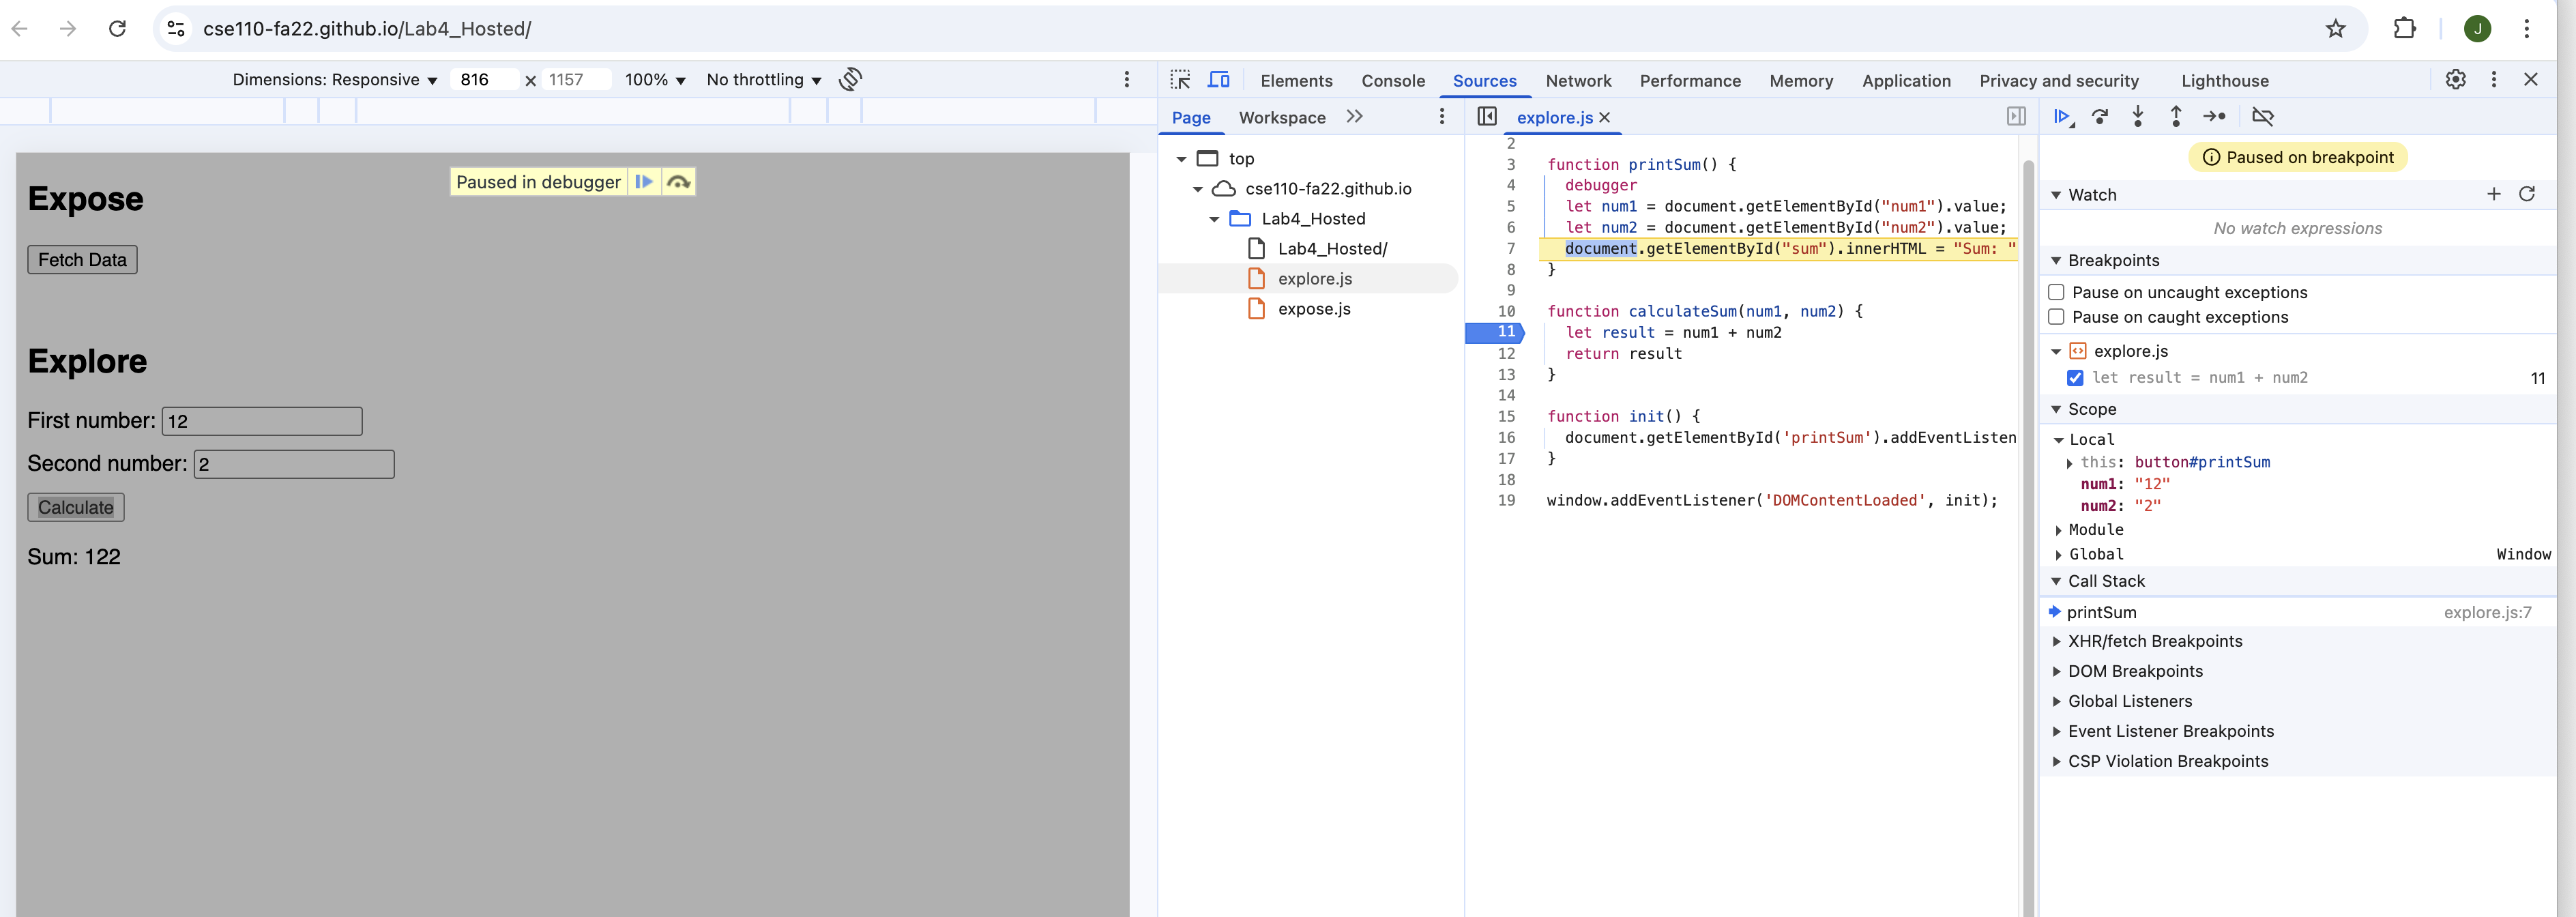 cse110-fa22.github.io/Lab4_Hosted/
J
Dimensions: Responsive 816 × 1157 100% No throttling
Elements Console Sources Network Performance Memory Application Privacy and security Lighthouse
Page Workspace
explore.js
Expose
Paused in debugger
Fetch Data
Explore
First number: 12
Second number: 2
Calculate
Sum: 122
top
cse110-fa22.github.io
Lab4_Hosted
Lab4_Hosted/
explore.js
expose.js
2
3 function printSum() {
4 debugger
5 let num1 = document.getElementById("num1").value;
6 let num2 = document.getElementById("num2").value;
7 document.getElementById("sum").innerHTML = "Sum: "
8 }
9
10 function calculateSum(num1, num2) {
11 let result = num1 + num2
12 return result
13 }
14
15 function init() {
16 document.getElementById('printSum').addEventListen
17 }
18
19 window.addEventListener('DOMContentLoaded', init);
Paused on breakpoint
Watch
No watch expressions
Breakpoints
Pause on uncaught exceptions
Pause on caught exceptions
explore.js
let result = num1 + num2 11
Scope
Local
this: button#printSum
num1: "12"
num2: "2"
Module
Global Window
Call Stack
printSum explore.js:7
XHR/fetch Breakpoints
DOM Breakpoints
Global Listeners
Event Listener Breakpoints
CSP Violation Breakpoints